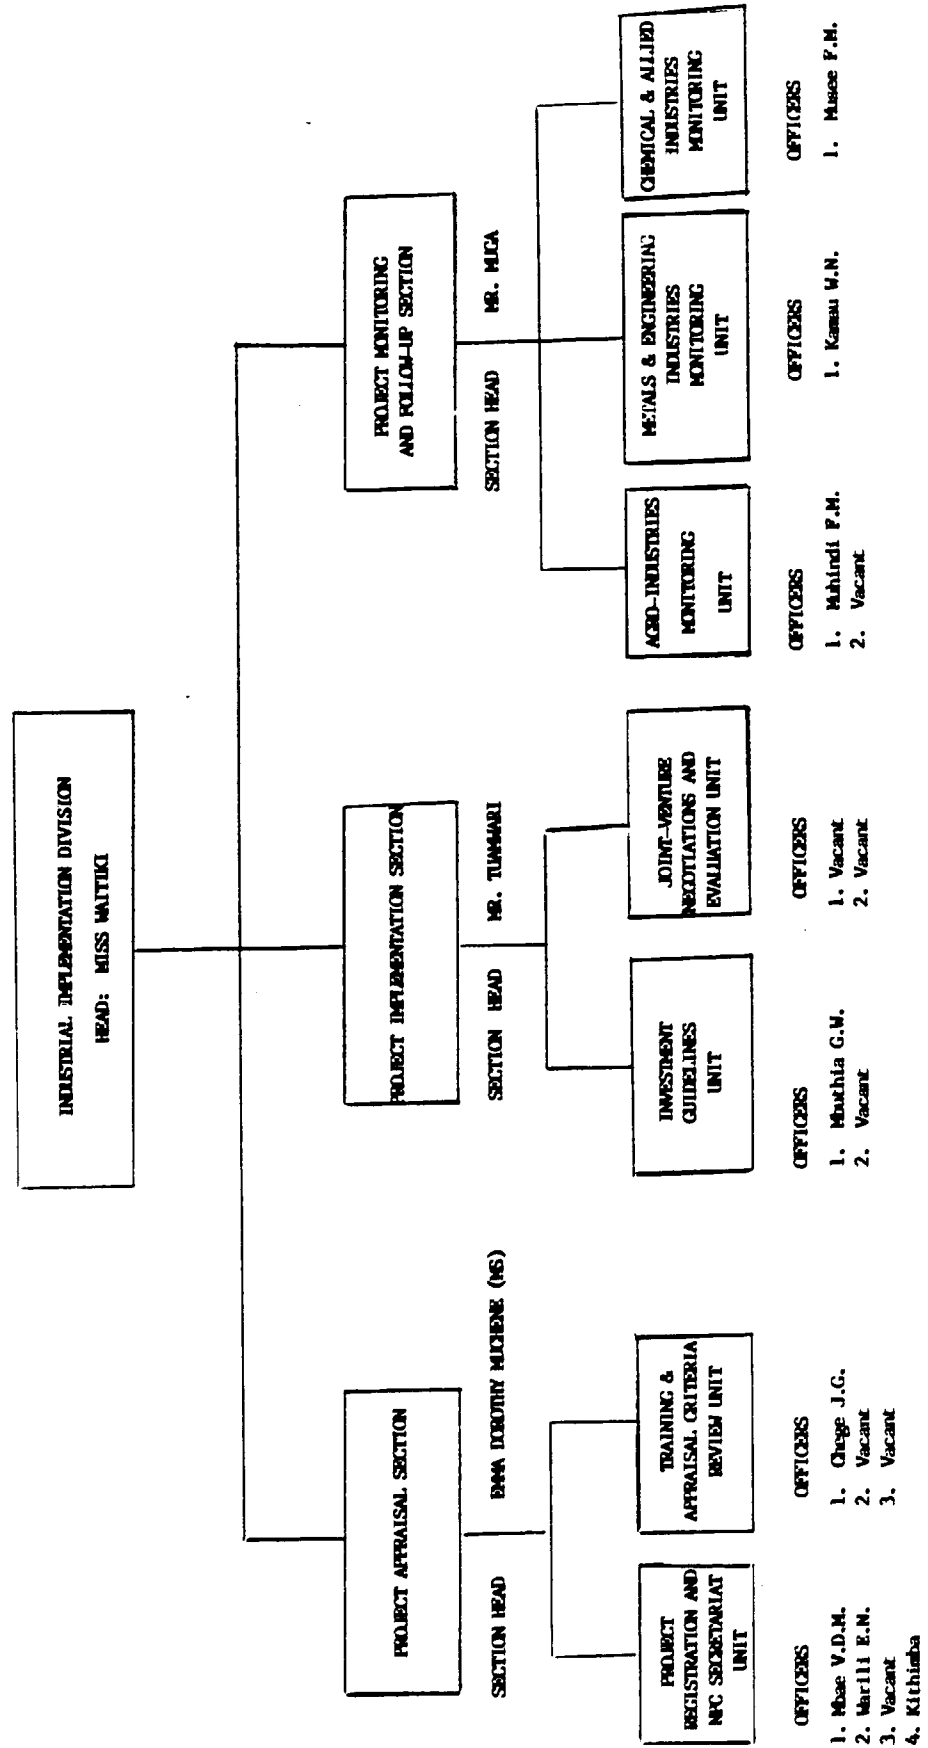 INDUSTRIAL IMPLEMENTATION DIVISION
HEAD: MISS WAITIKI
PROJECT APPRAISAL SECTION
SECTION HEAD EMMA DOROTHY MUCHENE (MS)
PROJECT
REGISTRATION AND
NPC SECRETARIAT
UNIT
OFFICERS
1. Mbae V.D.M.
2. Warili E.N.
3. Vacant
4. Kithimba
TRAINING &
APPRAISAL CRITERIA
REVIEW UNIT
OFFICERS
1. Chege J.G.
2. Vacant
3. Vacant
PROJECT IMPLEMENTATION SECTION
SECTION HEAD MR. TUAMWARI
INVESTMENT
GUIDELINES
UNIT
OFFICERS
1. Mbuthia G.W.
2. Vacant
JOINT-VENTURE
NEGOTIATIONS AND
EVALUATION UNIT
OFFICERS
1. Vacant
2. Vacant
PROJECT MONITORING
AND FOLLOW-UP SECTION
SECTION HEAD MR. MUGA
AGRO-INDUSTRIES
MONITORING
UNIT
OFFICERS
1. Muhindi F.M.
2. Vacant
METALS & ENGINEERING
INDUSTRIES
MONITORING
UNIT
OFFICERS
1. Kamau W.N.
CHEMICAL & ALLIED
INDUSTRIES
MONITORING
UNIT
OFFICERS
1. Musee F.M.